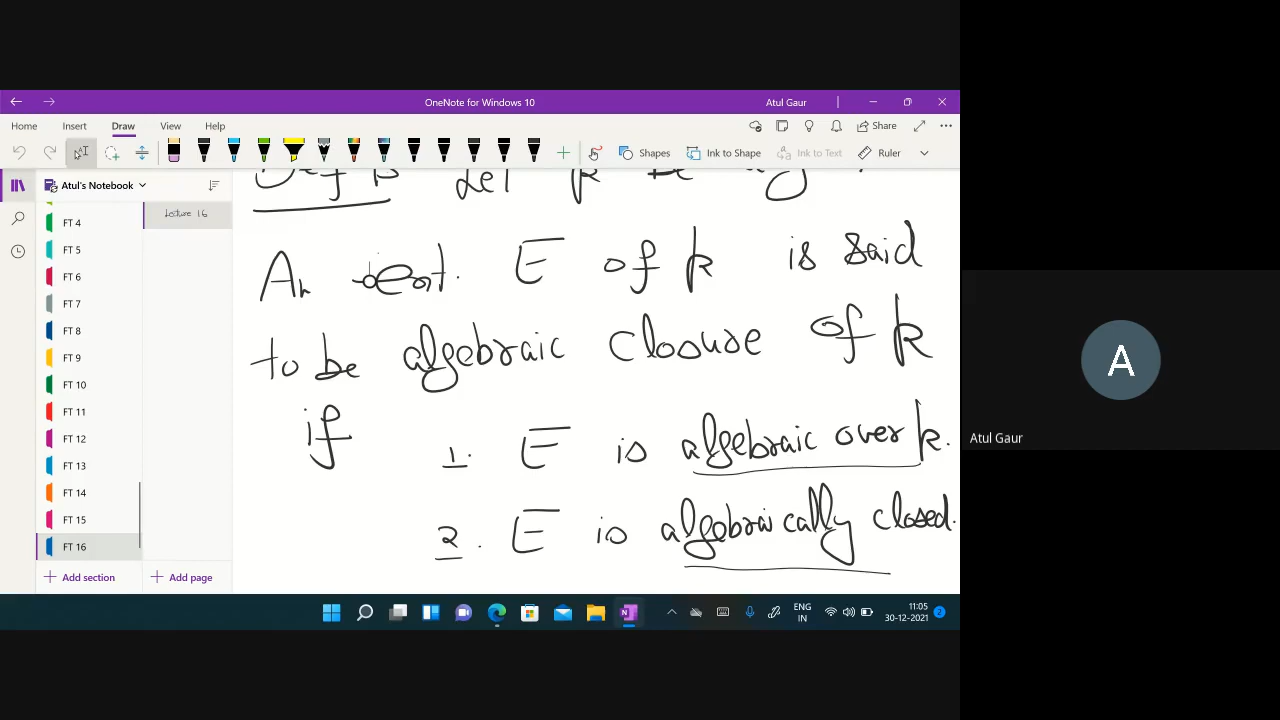 OneNote for Windows 10
Atul Gaur
Home Insert Draw View Help
Share
Shapes Ink to Shape Ink to Text Ruler
Atul's Notebook
Lecture 16
FT 4
FT 5
FT 6
FT 7
FT 8
FT 9
FT 10
FT 11
FT 12
FT 13
FT 14
FT 15
FT 16
Add section Add page
Let k be
An ext. E of k is said
to be algebraic closure of k
if 1. E is algebraic over k.
2. E is algebraically closed.
A
Atul Gaur
ENG
IN
11:05
30-12-2021
2